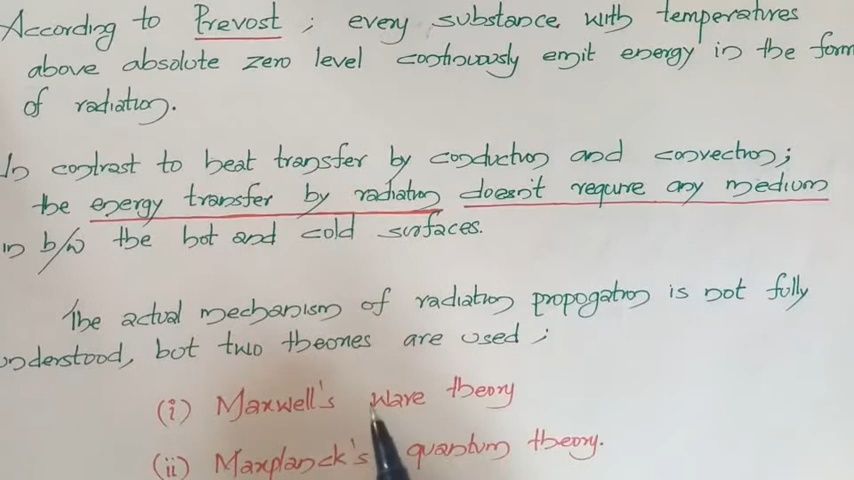 According to Prevost ; every substance with temperatures
above absolute zero level continuously emit energy in the form
of radiation.
In contrast to heat transfer by conduction and convection;
the energy transfer by radiation doesn't require any medium
in b/w the hot and cold surfaces.
The actual mechanism of radiation propogation is not fully
understood, but two theories are used ;
(i) Maxwell's wave theory
(ii) Maxplanck's quantum theory.